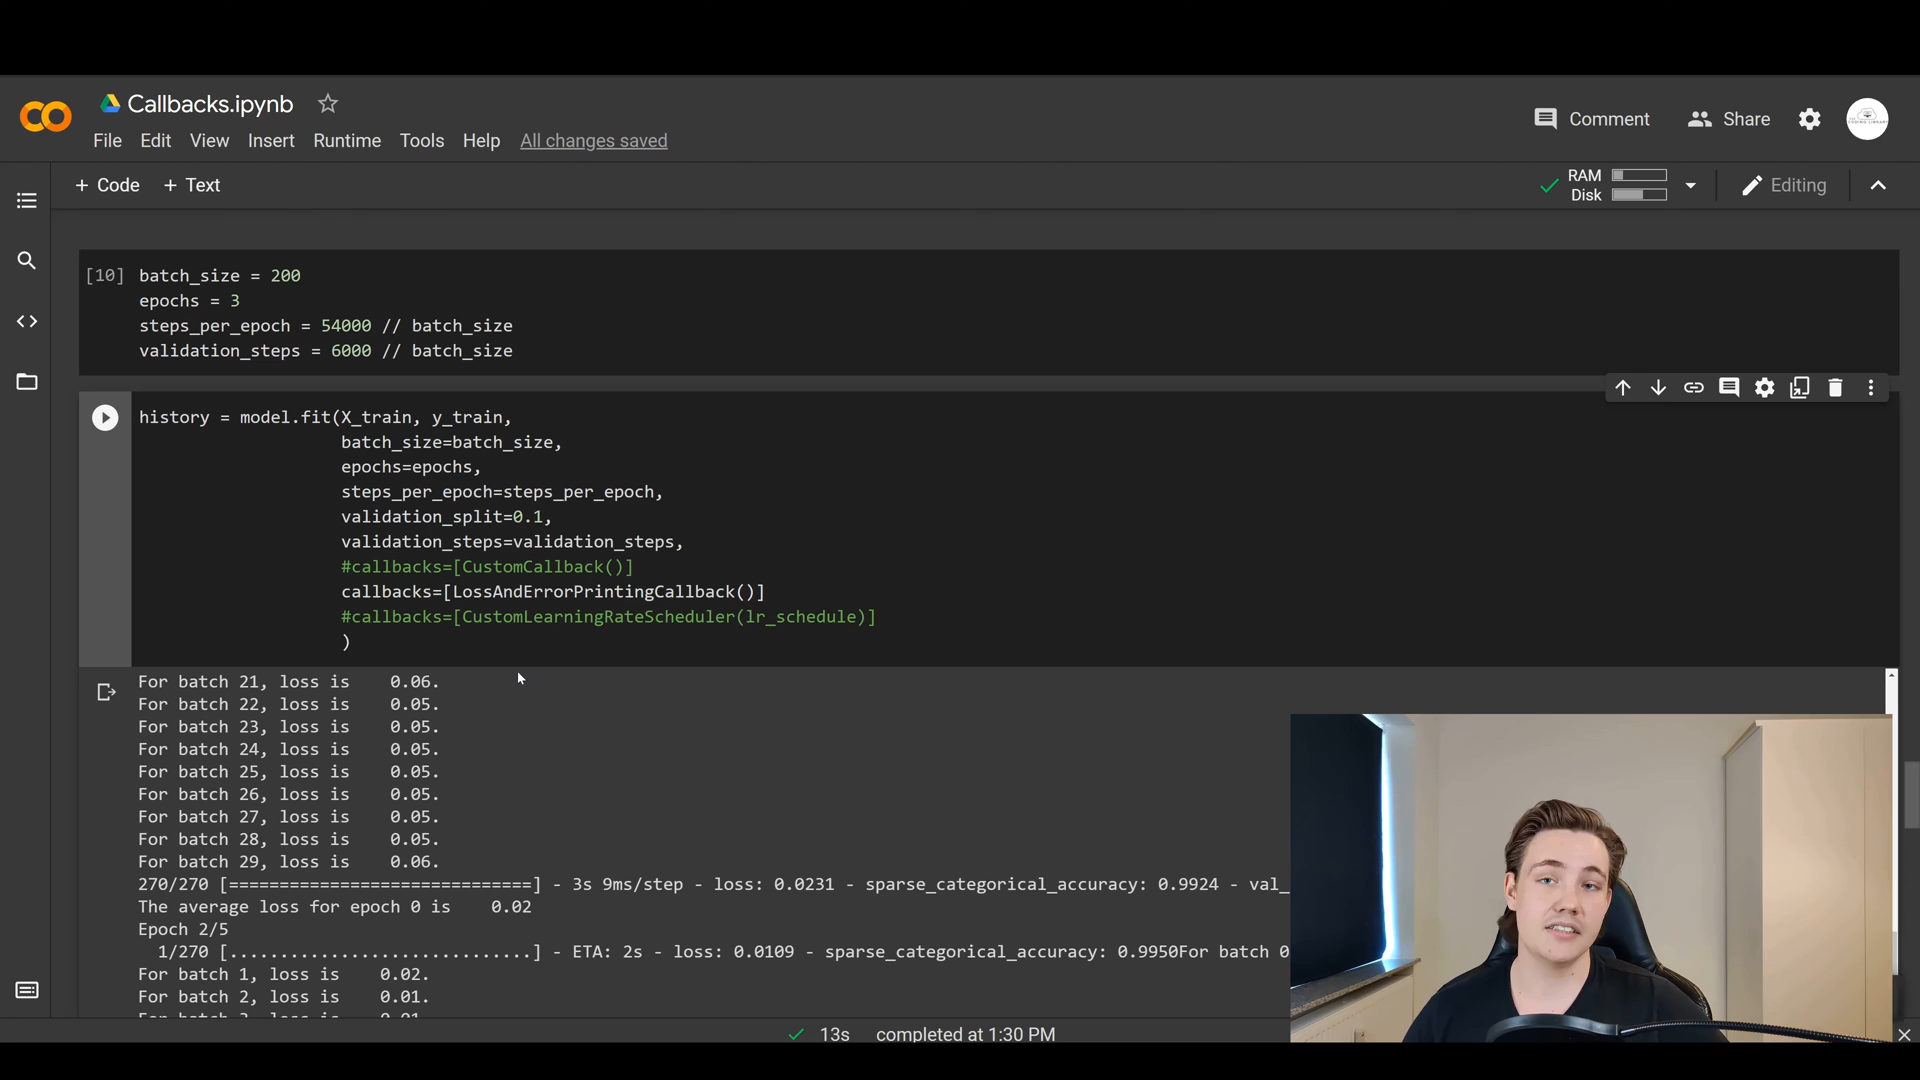 Callbacks.ipynb
Comment
Share
File Edit View Insert Runtime Tools Help All changes saved
+ Code + Text
RAM
Disk
Editing
[10] batch_size = 200
epochs = 3
steps_per_epoch = 54000 // batch_size
validation_steps = 6000 // batch_size
history = model.fit(X_train, y_train,
batch_size=batch_size,
epochs=epochs,
steps_per_epoch=steps_per_epoch,
validation_split=0.1,
validation_steps=validation_steps,
#callbacks=[CustomCallback()]
callbacks=[LossAndErrorPrintingCallback()]
#callbacks=[CustomLearningRateScheduler(lr_schedule)]
)
For batch 21, loss is 0.06.
For batch 22, loss is 0.05.
For batch 23, loss is 0.05.
For batch 24, loss is 0.05.
For batch 25, loss is 0.05.
For batch 26, loss is 0.05.
For batch 27, loss is 0.05.
For batch 28, loss is 0.05.
For batch 29, loss is 0.06.
270/270 [==============================] - 3s 9ms/step - loss: 0.0231 - sparse_categorical_accuracy: 0.9924 - val_
The average loss for epoch 0 is 0.02
Epoch 2/5
1/270 [..............................] - ETA: 2s - loss: 0.0109 - sparse_categorical_accuracy: 0.9950For batch 0
For batch 1, loss is 0.02.
For batch 2, loss is 0.01.
13s completed at 1:30 PM